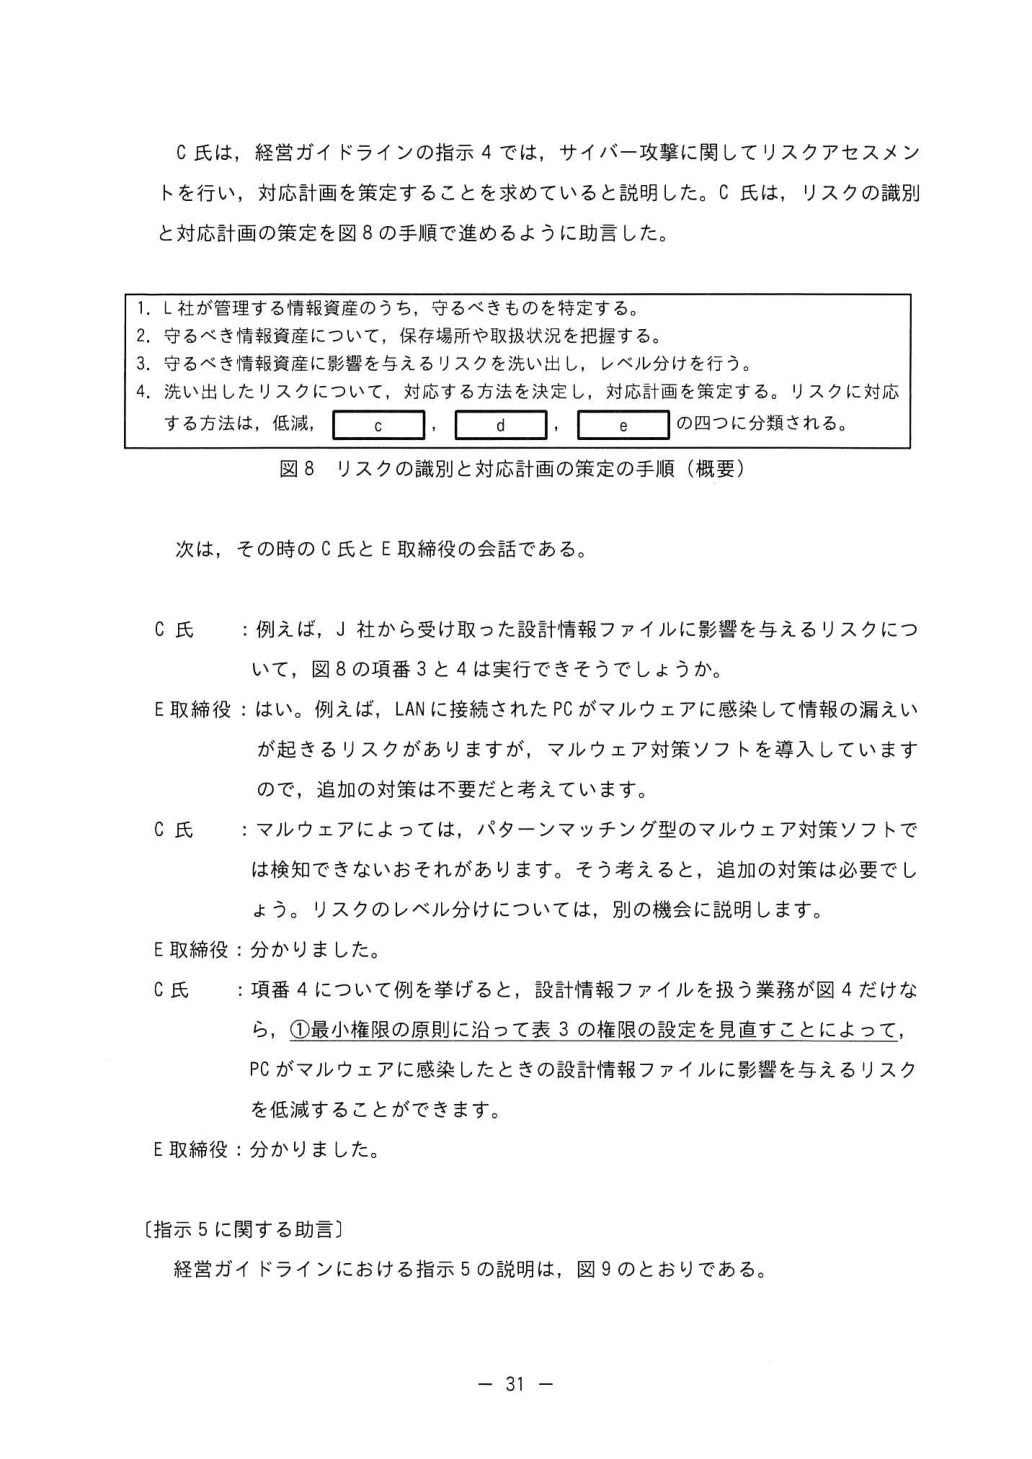 C 氏は，経営ガイドラインの指示 4 では，サイバー攻撃に関してリスクアセスメン
トを行い，対応計画を策定することを求めていると説明した。C 氏は，リスクの識別
と対応計画の策定を図 8 の手順で進めるように助言した。
1. L 社が管理する情報資産のうち，守るべきものを特定する。
2. 守るべき情報資産について，保存場所や取扱状況を把握する。
3. 守るべき情報資産に影響を与えるリスクを洗い出し，レベル分けを行う。
4. 洗い出したリスクについて，対応する方法を決定し，対応計画を策定する。リスクに対応
する方法は，低減， c ， d ， e の四つに分類される。
図 8 リスクの識別と対応計画の策定の手順（概要）
次は，その時の C 氏と E 取締役の会話である。
C 氏 ：例えば，J 社から受け取った設計情報ファイルに影響を与えるリスクにつ
いて，図 8 の項番 3 と 4 は実行できそうでしょうか。
E 取締役：はい。例えば，LAN に接続された PC がマルウェアに感染して情報の漏えい
が起きるリスクがありますが，マルウェア対策ソフトを導入しています
ので，追加の対策は不要だと考えています。
C 氏 ：マルウェアによっては，パターンマッチング型のマルウェア対策ソフトで
は検知できないおそれがあります。そう考えると，追加の対策は必要でし
ょう。リスクのレベル分けについては，別の機会に説明します。
E 取締役：分かりました。
C 氏 ：項番 4 について例を挙げると，設計情報ファイルを扱う業務が図 4 だけな
ら，①最小権限の原則に沿って表 3 の権限の設定を見直すことによって，
PC がマルウェアに感染したときの設計情報ファイルに影響を与えるリスク
を低減することができます。
E 取締役：分かりました。
〔指示 5 に関する助言〕
経営ガイドラインにおける指示 5 の説明は，図 9 のとおりである。
－ 31 －